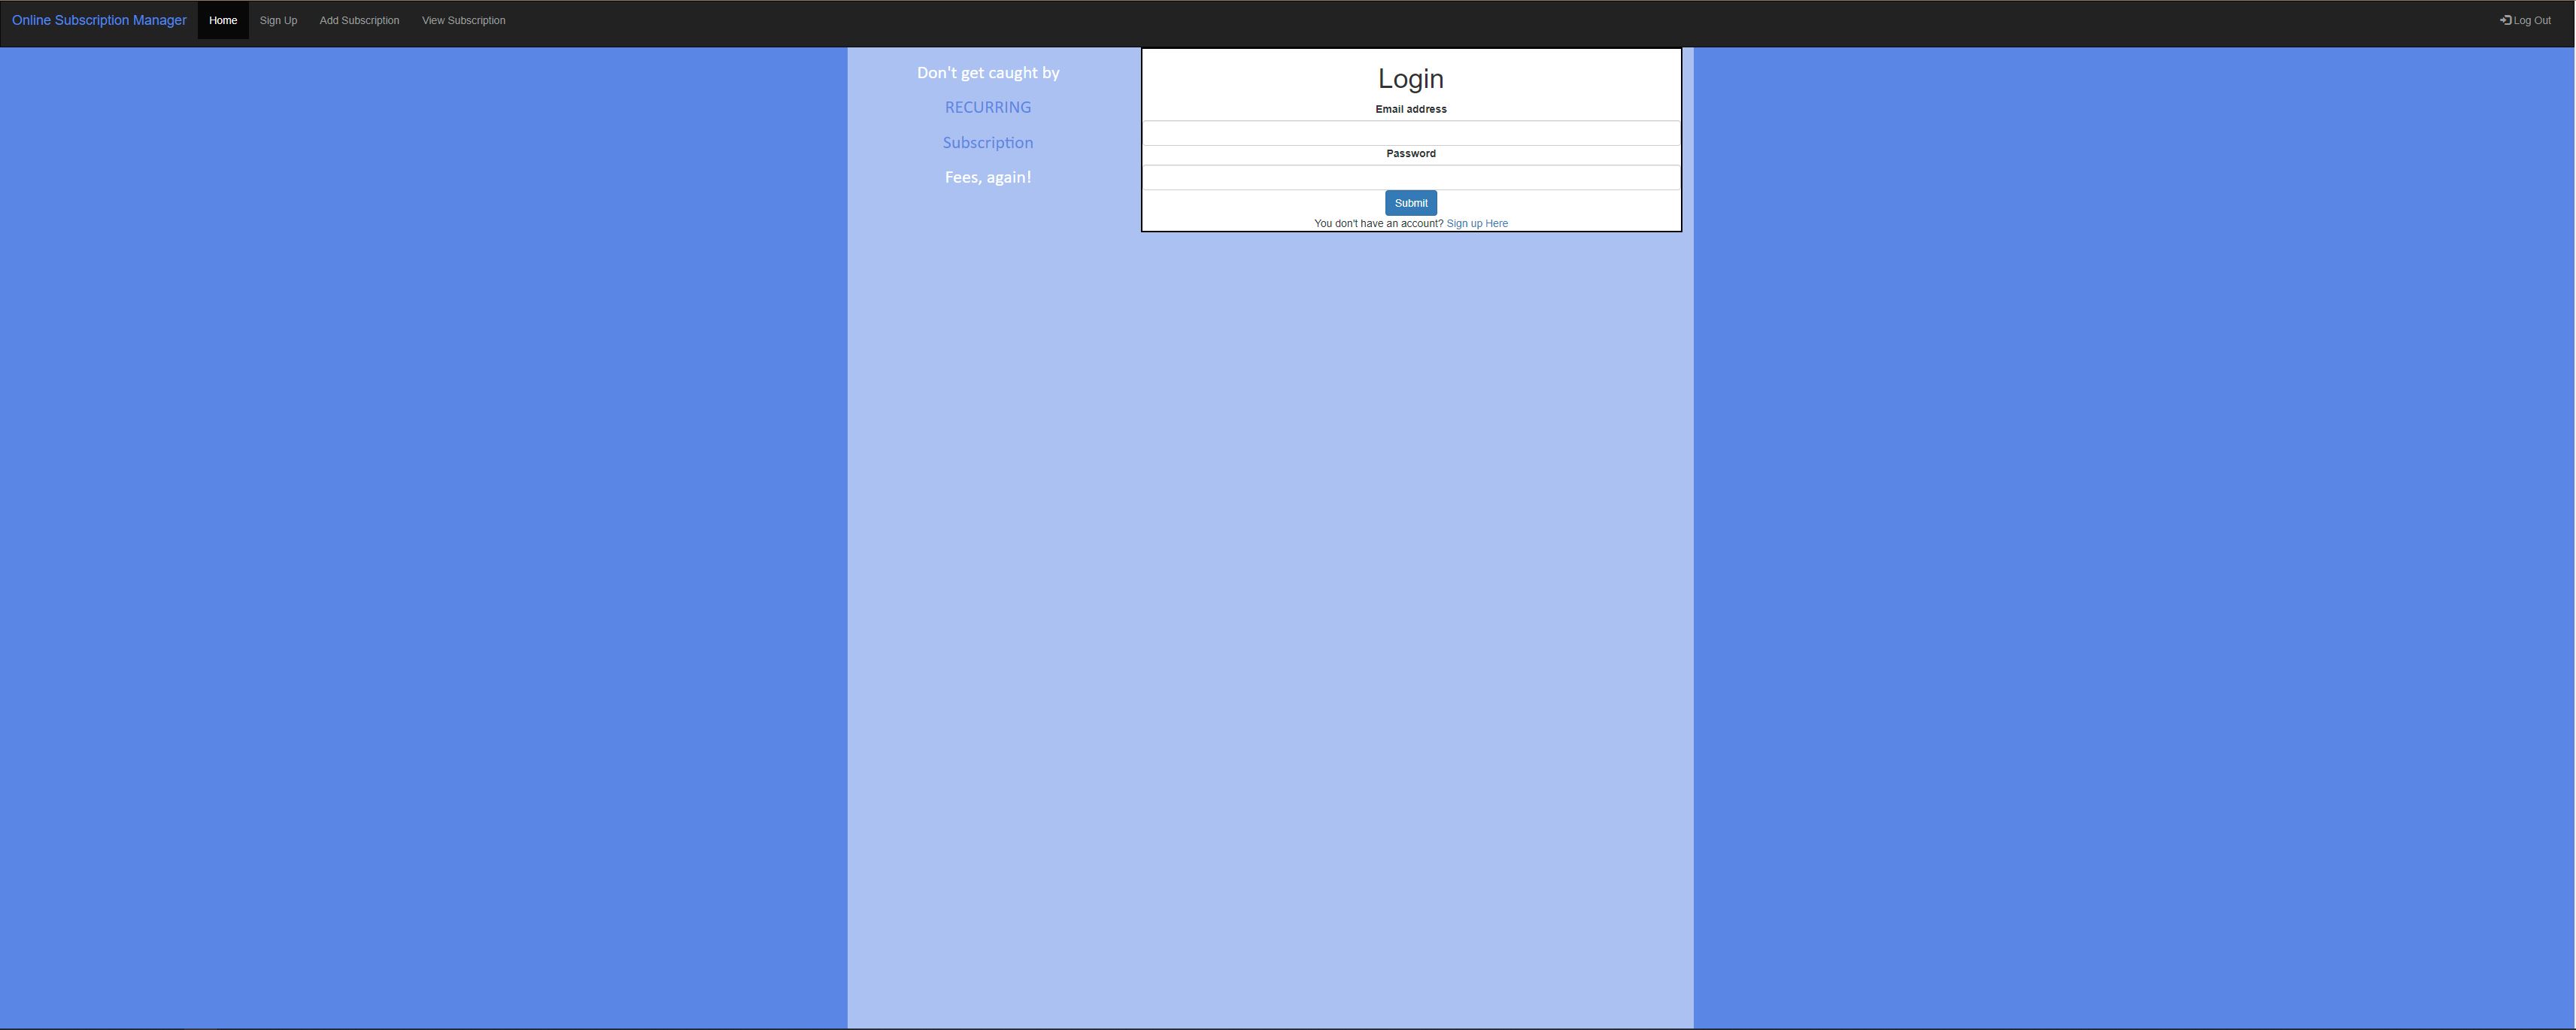 Online Subscription Manager Home Sign Up Add Subscription View Subscription Log Out
Don't get caught by
RECURRING
Subscription
Fees, again!
Login
Email address
Password
Submit
You don't have an account? Sign up Here